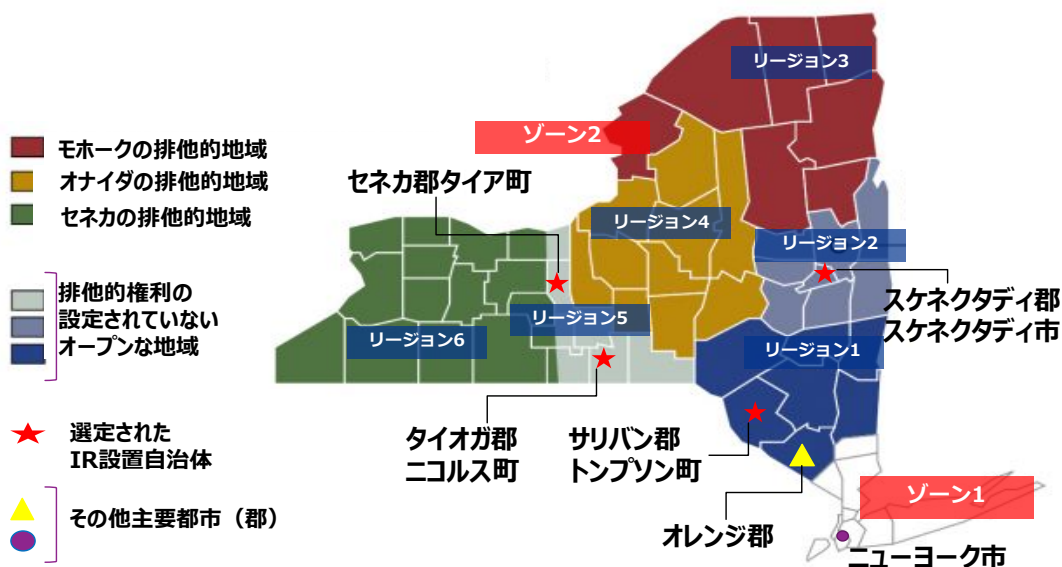 リージョン3
ゾーン2
モホークの排他的地域
オナイダの排他的地域
セネカの排他的地域
セネカ郡タイア町
リージョン4
リージョン2
排他的権利の
設定されていない
オープンな地域
スケネクタディ郡
スケネクタディ市
リージョン5
リージョン6
リージョン1
選定された
IR設置自治体
タイオガ郡
ニコルス町
サリバン郡
トンプソン町
その他主要都市（郡）
オレンジ郡
ゾーン1
ニューヨーク市